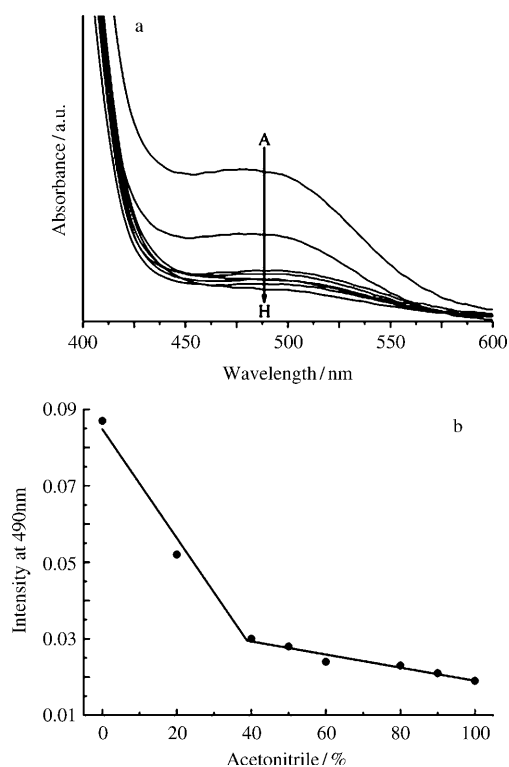 a
A
H
Absorbance / a.u.
400 450 500 550 600
Wavelength / nm
b
0.09
0.07
0.05
0.03
0.01
Intensity at 490nm
0 20 40 60 80 100
Acetonitrile / %